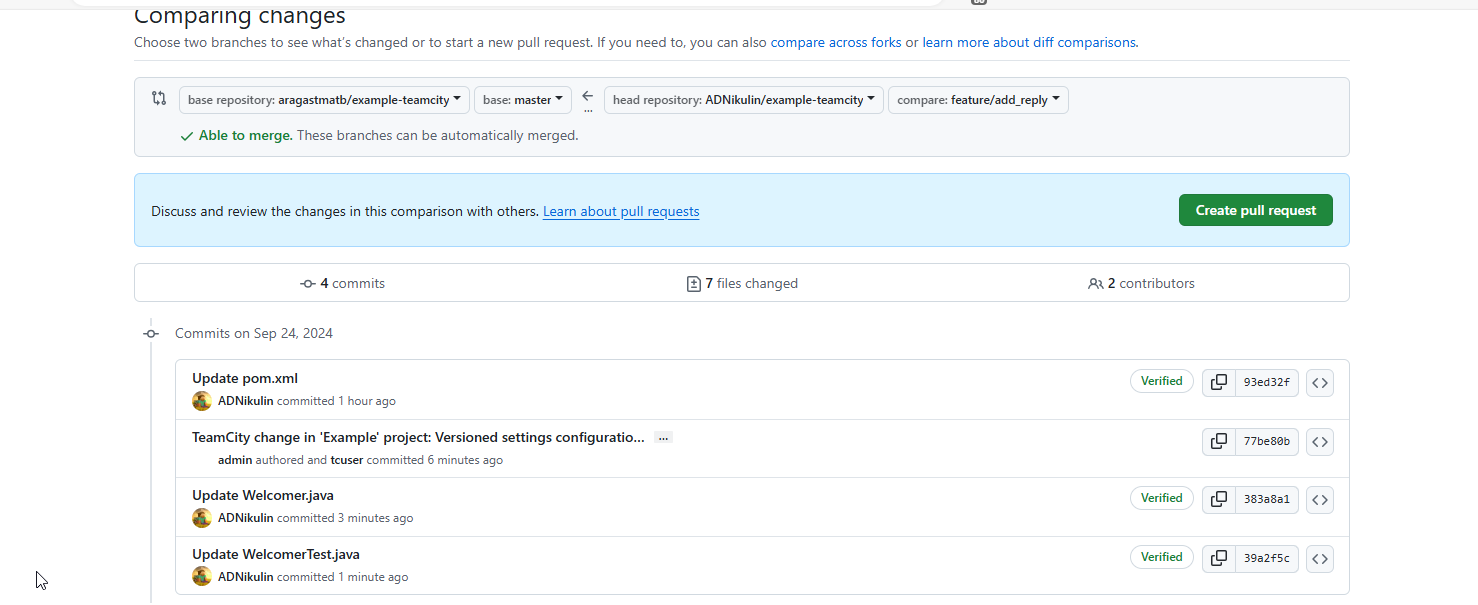 Comparing changes
Choose two branches to see what's changed or to start a new pull request. If you need to, you can also compare across forks or learn more about diff comparisons.
base repository: aragastmatb/example-teamcity base: master ... head repository: ADNikulin/example-teamcity compare: feature/add_reply
Able to merge. These branches can be automatically merged.
Discuss and review the changes in this comparison with others. Learn about pull requests Create pull request
4 commits 7 files changed 2 contributors
Commits on Sep 24, 2024
Update pom.xml Verified 93ed32f
ADNikulin committed 1 hour ago
TeamCity change in 'Example' project: Versioned settings configuratio... ... 77be80b
admin authored and tcuser committed 6 minutes ago
Update Welcomer.java Verified 383a8a1
ADNikulin committed 3 minutes ago
Update WelcomerTest.java Verified 39a2f5c
ADNikulin committed 1 minute ago